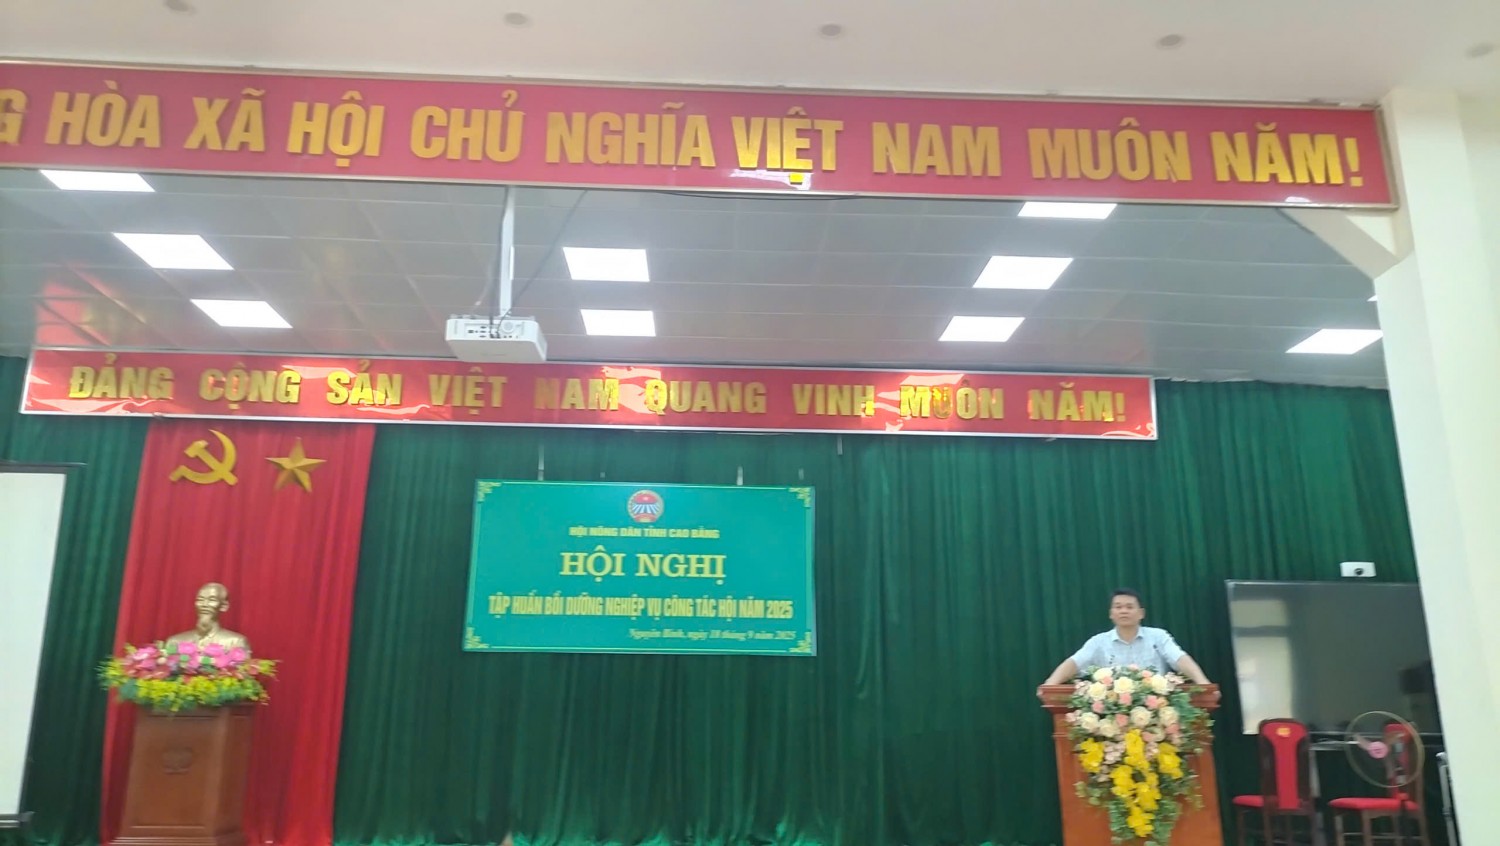 G HÒA XÃ HỘI CHỦ NGHĨA VIỆT NAM MUÔN NĂM!
ĐẢNG CỘNG SẢN VIỆT NAM QUANG VINH MUÔN NĂM!
HỘI NÔNG DÂN TỈNH CAO BẰNG
HỘI NGHỊ
TẬP HUẤN BỒI DƯỠNG NGHIỆP VỤ CÔNG TÁC HỘI NĂM 2025
Nguyên Bình, ngày 18 tháng 9 năm 2025